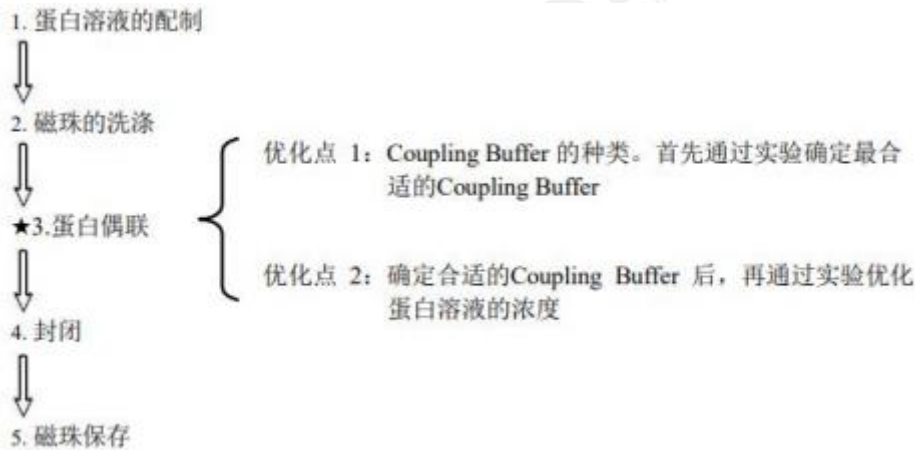 1. 蛋白溶液的配制
2. 磁珠的洗涤
优化点 1：Coupling Buffer 的种类。首先通过实验确定最合
适的Coupling Buffer
★3.蛋白偶联
优化点 2：确定合适的Coupling Buffer 后，再通过实验优化
蛋白溶液的浓度
4. 封闭
5. 磁珠保存